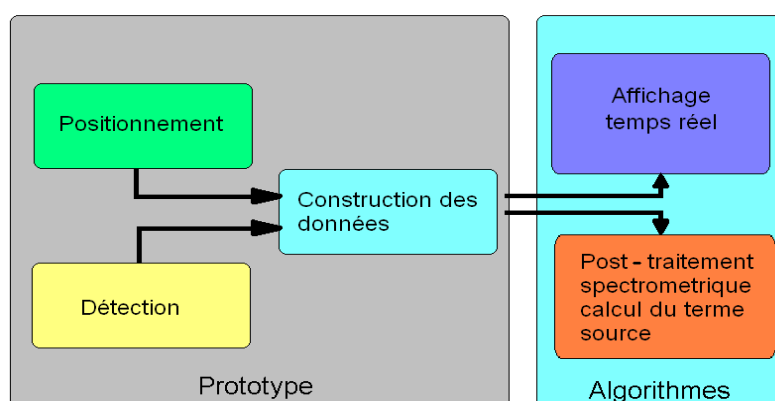 Positionnement
Détection
Construction des
données
Prototype
Affichage
temps réel
Post - traitement
spectrometrique
calcul du terme
source
Algorithmes